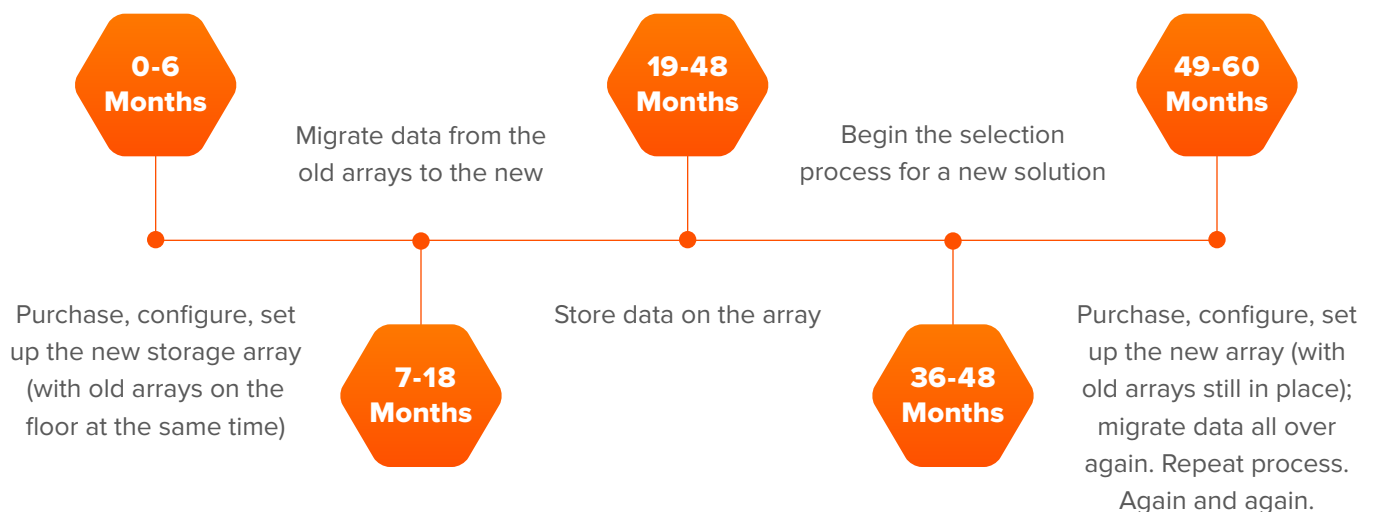 0-6
Months
Purchase, configure, set
up the new storage array
(with old arrays on the
floor at the same time)
Migrate data from the
old arrays to the new
7-18
Months
19-48
Months
Store data on the array
Begin the selection
process for a new solution
36-48
Months
49-60
Months
Purchase, configure, set
up the new array (with
old arrays still in place);
migrate data all over
again. Repeat process.
Again and again.